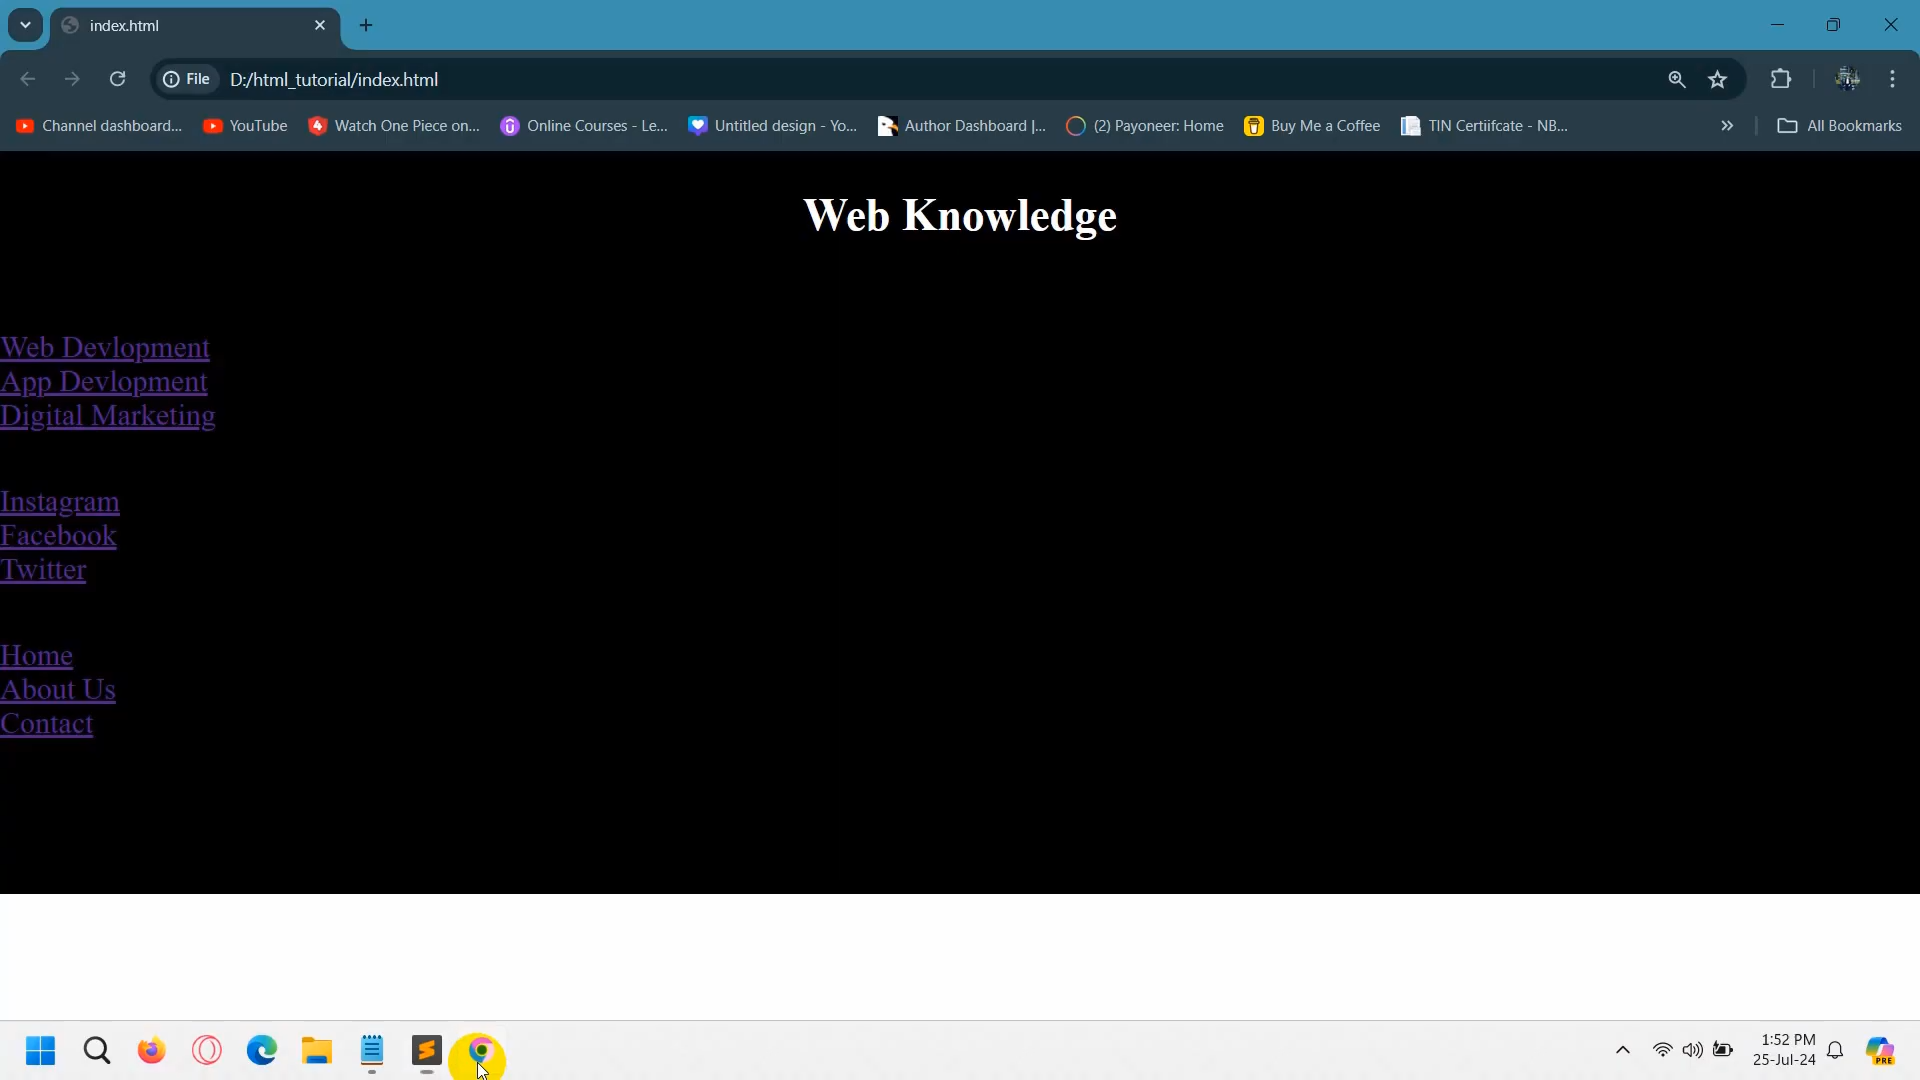 index.html
File D:/html_tutorial/index.html
Channel dashboard... YouTube Watch One Piece on... Online Courses - Le... Untitled design - Yo... Author Dashboard |... (2) Payoneer: Home Buy Me a Coffee TIN Certiifcate - NB... All Bookmarks
Web Knowledge
Web Devlopment
App Devlopment
Digital Marketing
Instagram
Facebook
Twitter
Home
About Us
Contact
1:52 PM
25-Jul-24
PRE